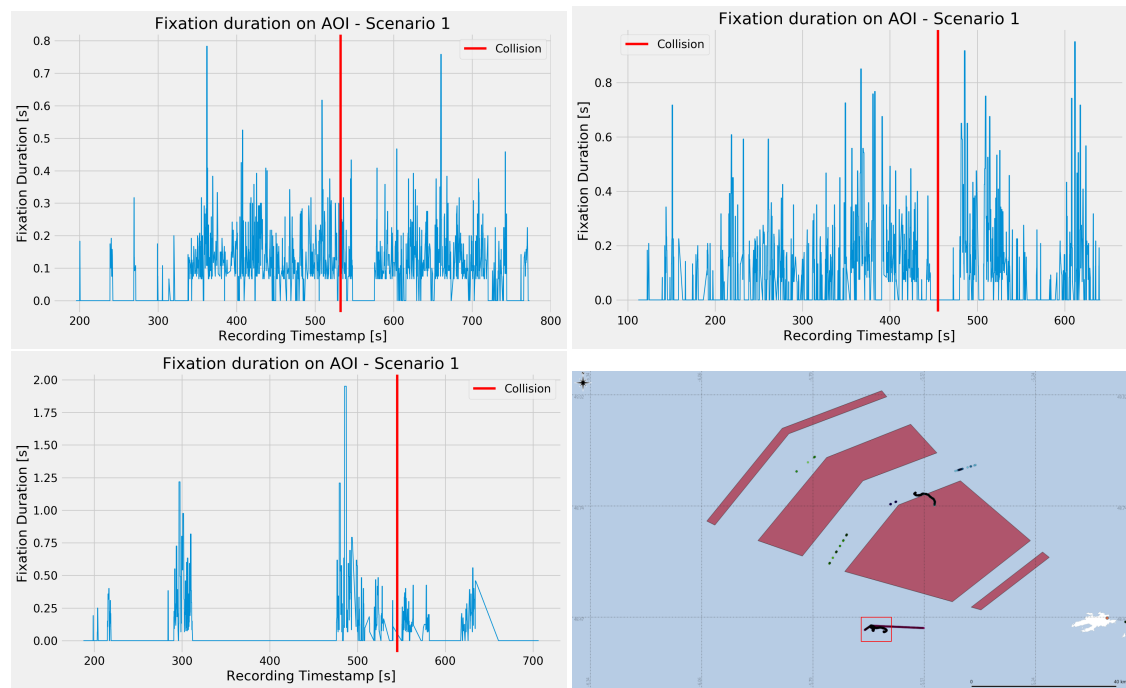 Fixation duration on AOI - Scenario 1
Collision
Fixation Duration [s]
0.8
0.7
0.6
0.5
0.4
0.3
0.2
0.1
0.0
200 300 400 500 600 700 800
Recording Timestamp [s]
Fixation duration on AOI - Scenario 1
Collision
Fixation Duration [s]
0.8
0.6
0.4
0.2
0.0
100 200 300 400 500 600
Recording Timestamp [s]
Fixation duration on AOI - Scenario 1
Collision
Fixation Duration [s]
2.00
1.75
1.50
1.25
1.00
0.75
0.50
0.25
0.00
200 300 400 500 600 700
Recording Timestamp [s]
0